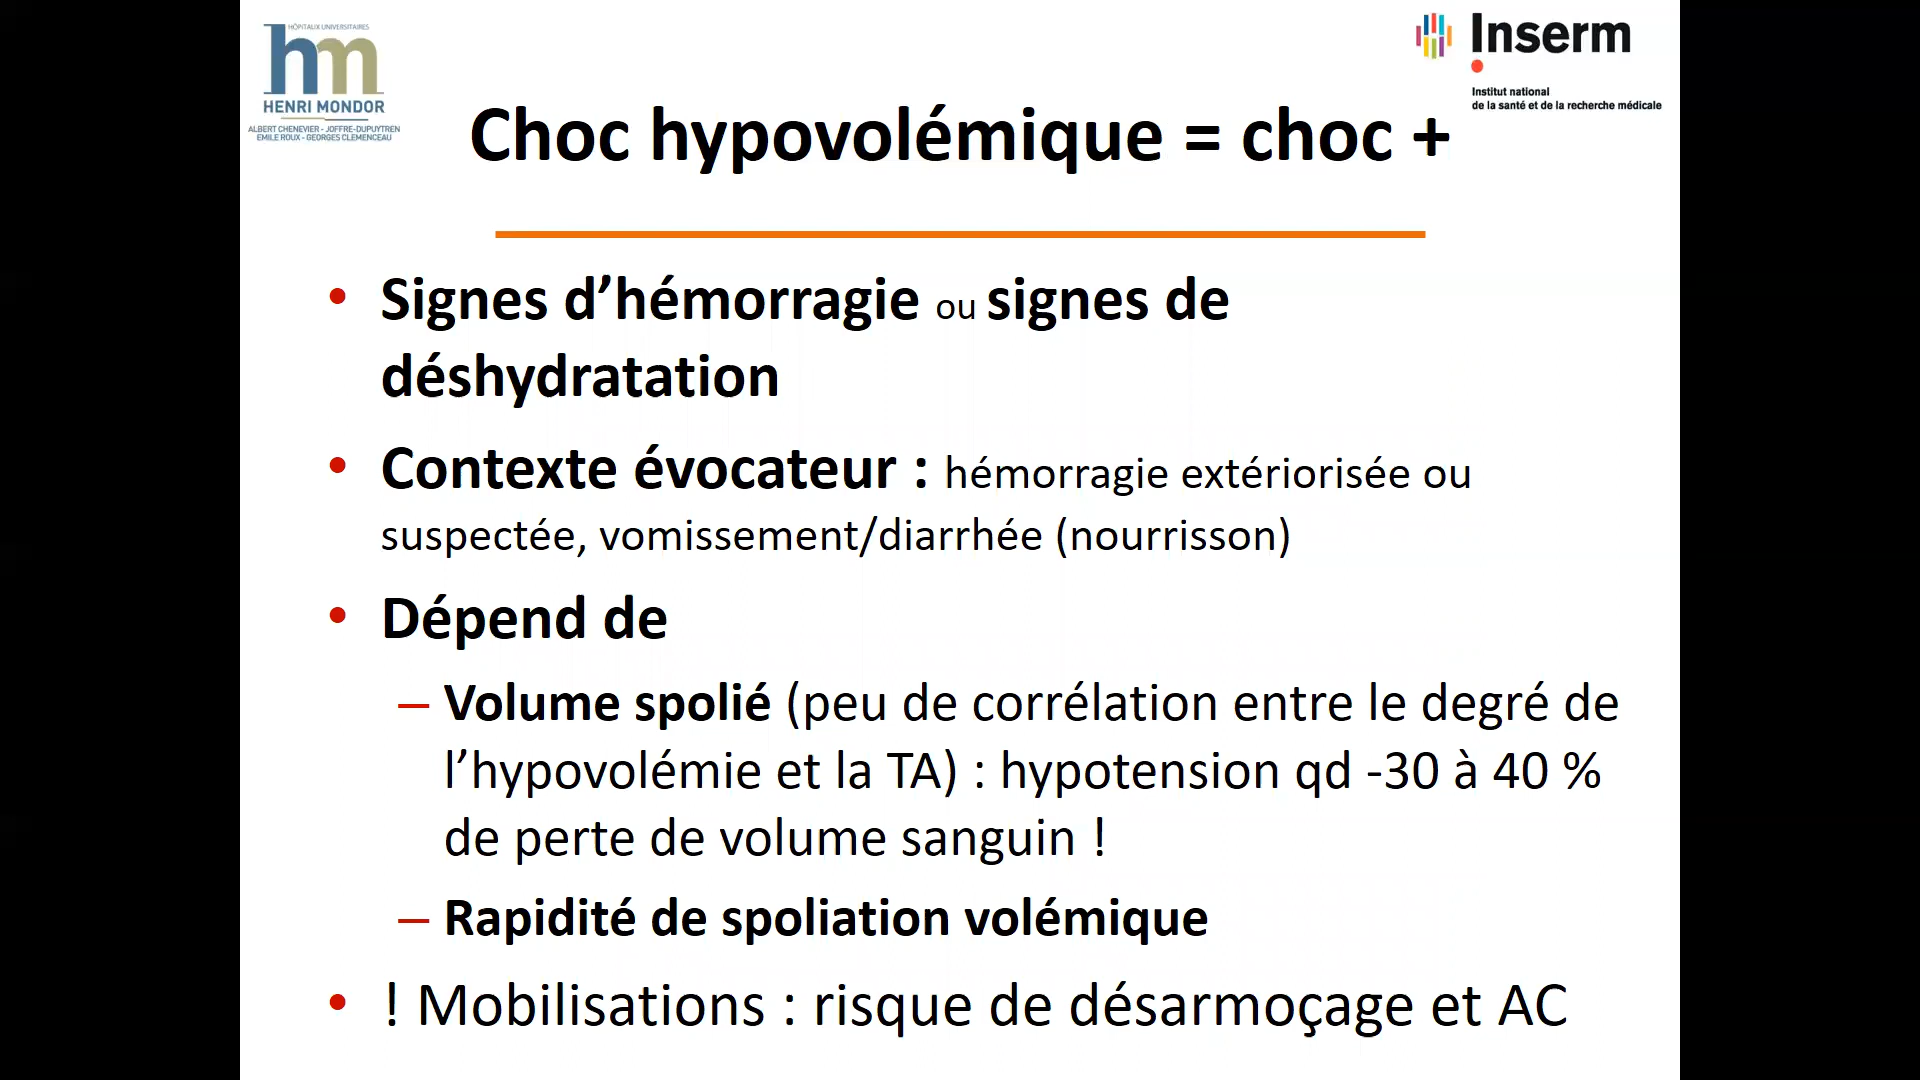 HÔPITAUX UNIVERSITAIRES
hm
HENRI MONDOR
ALBERT CHENEVIER - JOFFRE-DUPUYTREN
EMILE ROUX - GEORGES CLEMENCEAU
Inserm
Institut national
de la santé et de la recherche médicale
Choc hypovolémique = choc +
• Signes d’hémorragie ou signes de
déshydratation
• Contexte évocateur : hémorragie extériorisée ou
suspectée, vomissement/diarrhée (nourrisson)
• Dépend de
– Volume spolié (peu de corrélation entre le degré de
l’hypovolémie et la TA) : hypotension qd -30 à 40 %
de perte de volume sanguin !
– Rapidité de spoliation volémique
• ! Mobilisations : risque de désarmoçage et AC